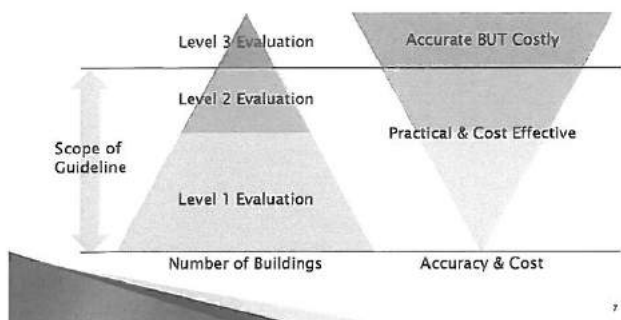 Level 3 Evaluation
Accurate BUT Costly
Level 2 Evaluation
Scope of
Guideline
Practical & Cost Effective
Level 1 Evaluation
Number of Buildings
Accuracy & Cost
7